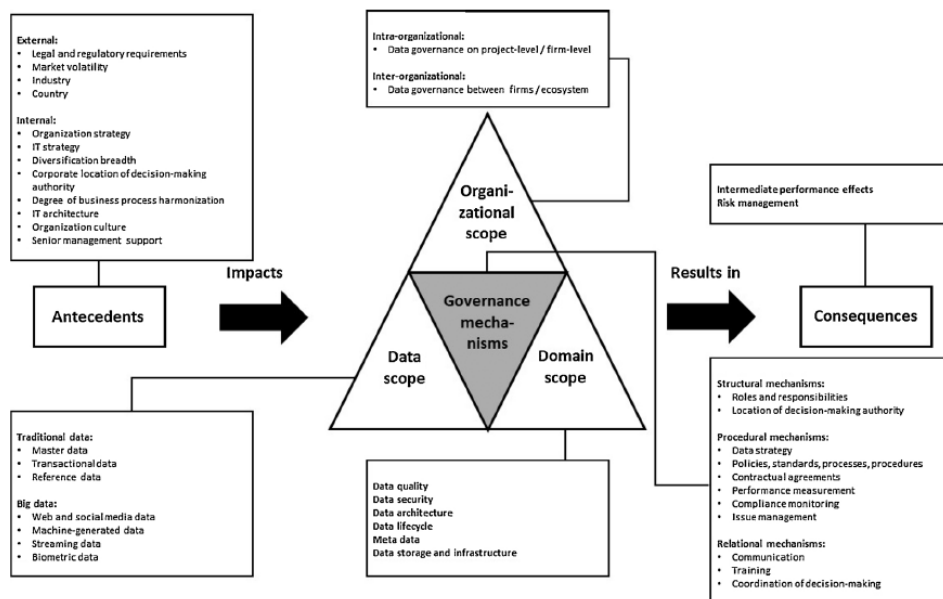 External:
• Legal and regulatory requirements
• Market volatility
• Industry
• Country
Internal:
• Organization strategy
• IT strategy
• Diversification breadth
• Corporate location of decision-making
authority
• Degree of business process harmonization
• IT architecture
• Organization culture
• Senior management support
Antecedents
Impacts
Intra-organizational:
• Data governance on project-level / firm-level
Inter-organizational:
• Data governance between firms / ecosystem
Organi-
zational
scope
Governance
mecha-
nisms
Data
scope
Domain
scope
Results in
Intermediate performance effects
Risk management
Consequences
Traditional data:
• Master data
• Transactional data
• Reference data
Big data:
• Web and social media data
• Machine-generated data
• Streaming data
• Biometric data
Data quality
Data security
Data architecture
Data lifecycle
Meta data
Data storage and infrastructure
Structural mechanisms:
• Roles and responsibilities
• Location of decision-making authority
Procedural mechanisms:
• Data strategy
• Policies, standards, processes, procedures
• Contractual agreements
• Performance measurement
• Compliance monitoring
• Issue management
Relational mechanisms:
• Communication
• Training
• Coordination of decision-making